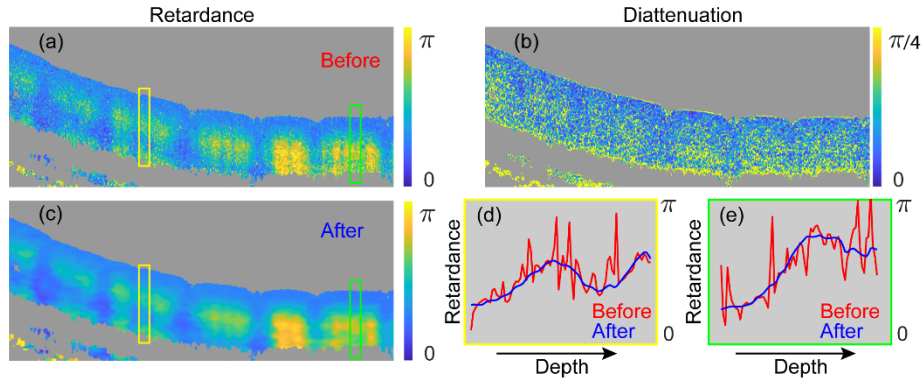 Retardance
Diattenuation
(a)
Before
π
0
(b)
π/4
0
(c)
After
π
0
(d)
Retardance
Before
After
Depth
π
0
(e)
Retardance
Before
After
Depth
π
0